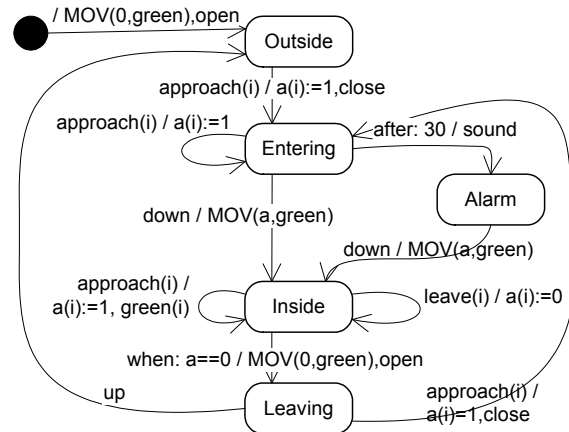 / MOV(0,green),open
Outside
approach(i) / a(i):=1,close
approach(i) / a(i):=1
after: 30 / sound
Entering
Alarm
down / MOV(a,green)
down / MOV(a,green)
approach(i) /
a(i):=1, green(i)
Inside
leave(i) / a(i):=0
when: a==0 / MOV(0,green),open
up
Leaving
approach(i) /
a(i)=1,close